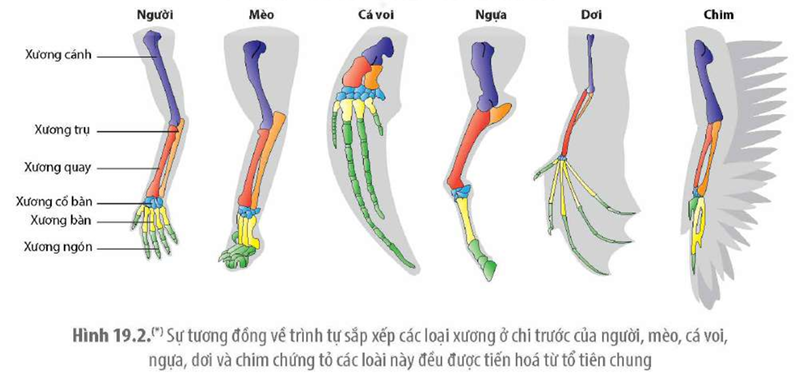 Người
Mèo
Cá voi
Ngựa
Dơi
Chim
Xương cánh
Xương trụ
Xương quay
Xương cổ bàn
Xương bàn
Xương ngón
Hình 19.2.(*) Sự tương đồng về trình tự sắp xếp các loại xương ở chi trước của người, mèo, cá voi,
ngựa, dơi và chim chứng tỏ các loài này đều được tiến hoá từ tổ tiên chung